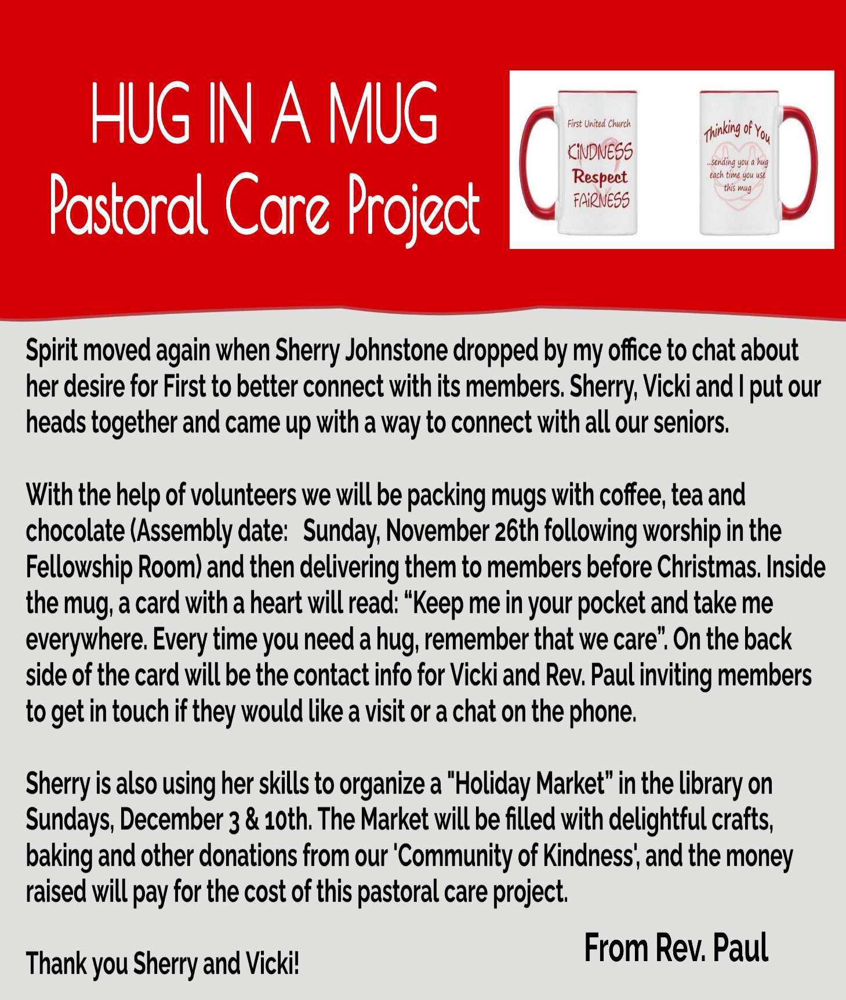 HUG IN A MUG
Pastoral Care Project
First United Church
KiNDNESS
Respect
FAiRNESS
Thinking of You
...sending you a hug
each time you use
this mug
Spirit moved again when Sherry Johnstone dropped by my office to chat about
her desire for First to better connect with its members. Sherry, Vicki and I put our
heads together and came up with a way to connect with all our seniors.
With the help of volunteers we will be packing mugs with coffee, tea and
chocolate (Assembly date:   Sunday, November 26th following worship in the
Fellowship Room) and then delivering them to members before Christmas. Inside
the mug, a card with a heart will read: “Keep me in your pocket and take me
everywhere. Every time you need a hug, remember that we care”. On the back
side of the card will be the contact info for Vicki and Rev. Paul inviting members
to get in touch if they would like a visit or a chat on the phone.
Sherry is also using her skills to organize a "Holiday Market” in the library on
Sundays, December 3 & 10th. The Market will be filled with delightful crafts,
baking and other donations from our 'Community of Kindness', and the money
raised will pay for the cost of this pastoral care project.
From Rev. Paul
Thank you Sherry and Vicki!